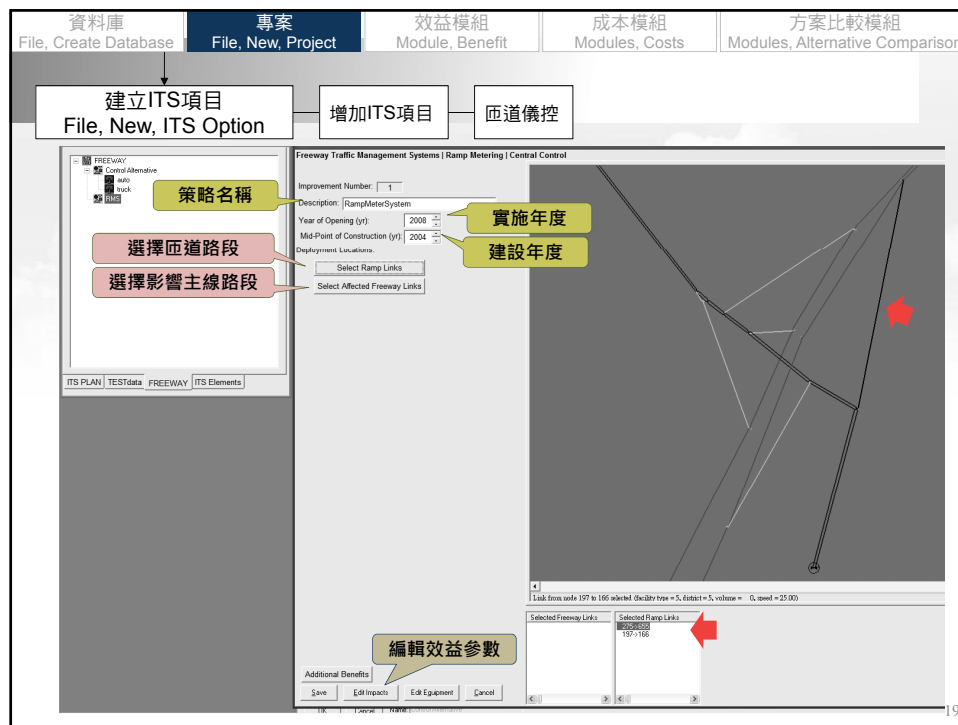 資料庫
File, Create Database
專案
File, New, Project
效益模組
Module, Benefit
成本模組
Modules, Costs
方案比較模組
Modules, Alternative Comparison
建立ITS項目
File, New, ITS Option
增加ITS項目
匝道儀控
FREEWAY
Control Alternative
auto
truck
RMS
ITS PLAN TESTdata FREEWAY ITS Elements
Freeway Traffic Management Systems | Ramp Metering | Central Control
Improvement Number: 1
策略名稱
Description: RampMeterSystem
Year of Opening (yr): 2008
實施年度
Mid-Point of Construction (yr): 2004
建設年度
Deployment Locations:
選擇匝道路段
Select Ramp Links
選擇影響主線路段
Select Affected Freeway Links
Link from node 197 to 166 selected (facility type = 5, district = 5, volume = 0, speed = 25.00)
Selected Freeway Links
Selected Ramp Links
197->166
編輯效益參數
Additional Benefits
Save Edit Impacts Edit Equipment Cancel
OK Cancel Name: Control Alternative
19